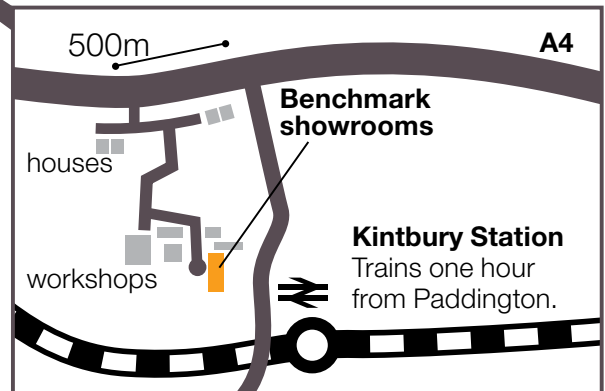 500m
A4
Benchmark
showrooms
houses
Kintbury Station
Trains one hour
from Paddington.
workshops